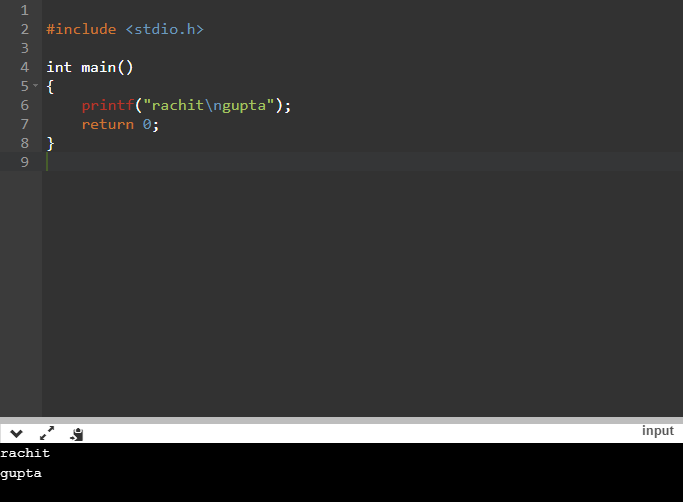 1
2 #include <stdio.h>
3
4 int main()
5 {
6     printf("rachit\ngupta");
7     return 0;
8 }
9
input
rachit
gupta